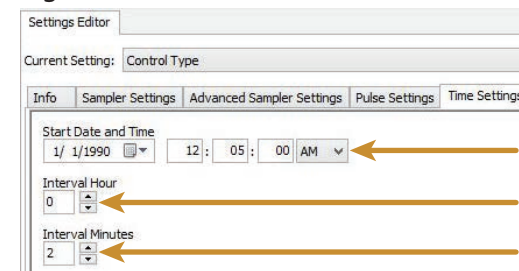 Settings Editor
Current Setting: Control Type
Info Sampler Settings Advanced Sampler Settings Pulse Settings Time Settings
Start Date and Time
1/ 1/1990 12 : 05 : 00 AM
Interval Hour
0
Interval Minutes
2